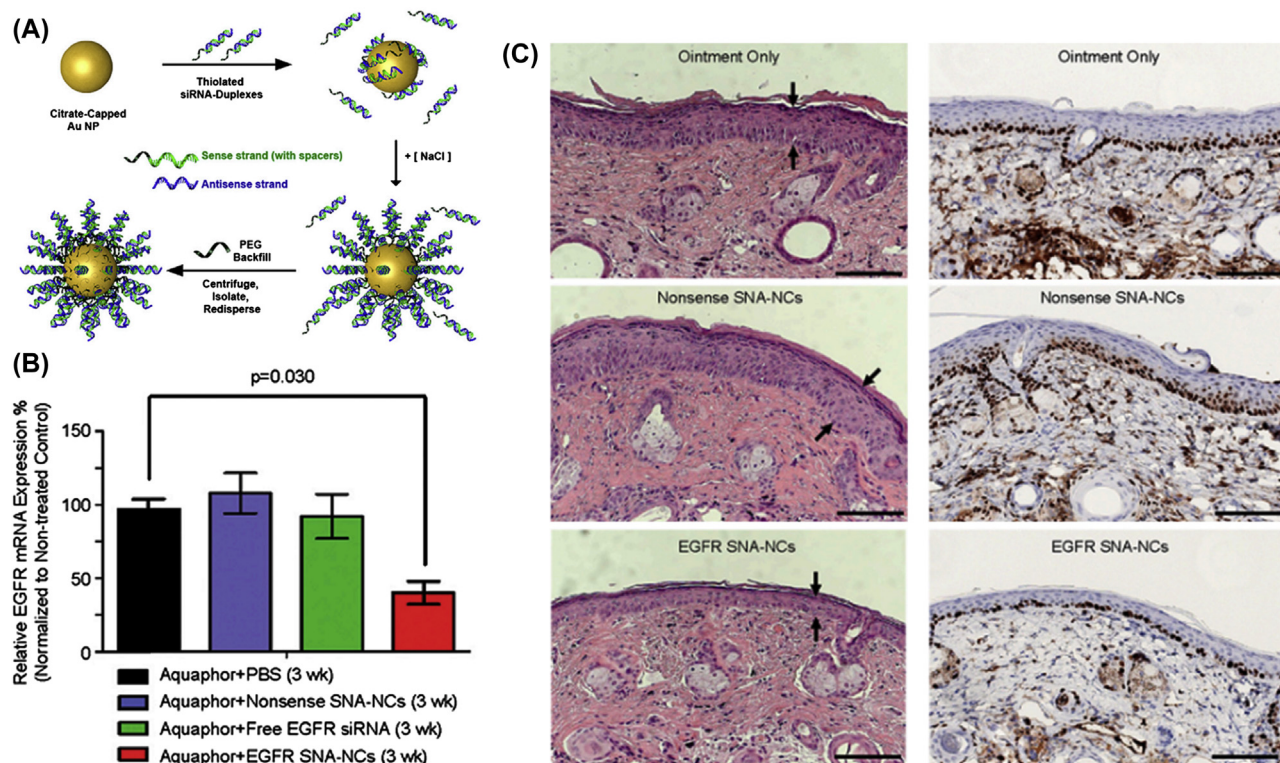 (A)
Thiolated
siRNA-Duplexes
Citrate-Capped
Au NP
Sense strand (with spacers)
Antisense strand
+ [ NaCl ]
PEG
Backfill
Centrifuge,
Isolate,
Redisperse
(B)
p=0.030
Relative EGFR mRNA Expression %
(Normalized to Non-treated Control)
150
100
50
0
Aquaphor+PBS (3 wk)
Aquaphor+Nonsense SNA-NCs (3 wk)
Aquaphor+Free EGFR siRNA (3 wk)
Aquaphor+EGFR SNA-NCs (3 wk)
(C)
Ointment Only
Ointment Only
Nonsense SNA-NCs
Nonsense SNA-NCs
EGFR SNA-NCs
EGFR SNA-NCs